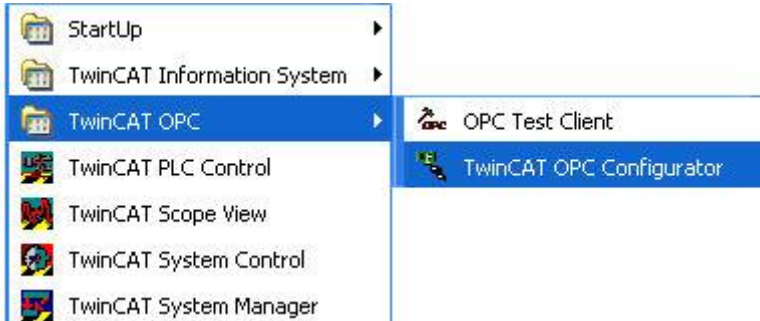 StartUp
TwinCAT Information System
TwinCAT OPC
TwinCAT PLC Control
TwinCAT Scope View
TwinCAT System Control
TwinCAT System Manager
OPC Test Client
TwinCAT OPC Configurator